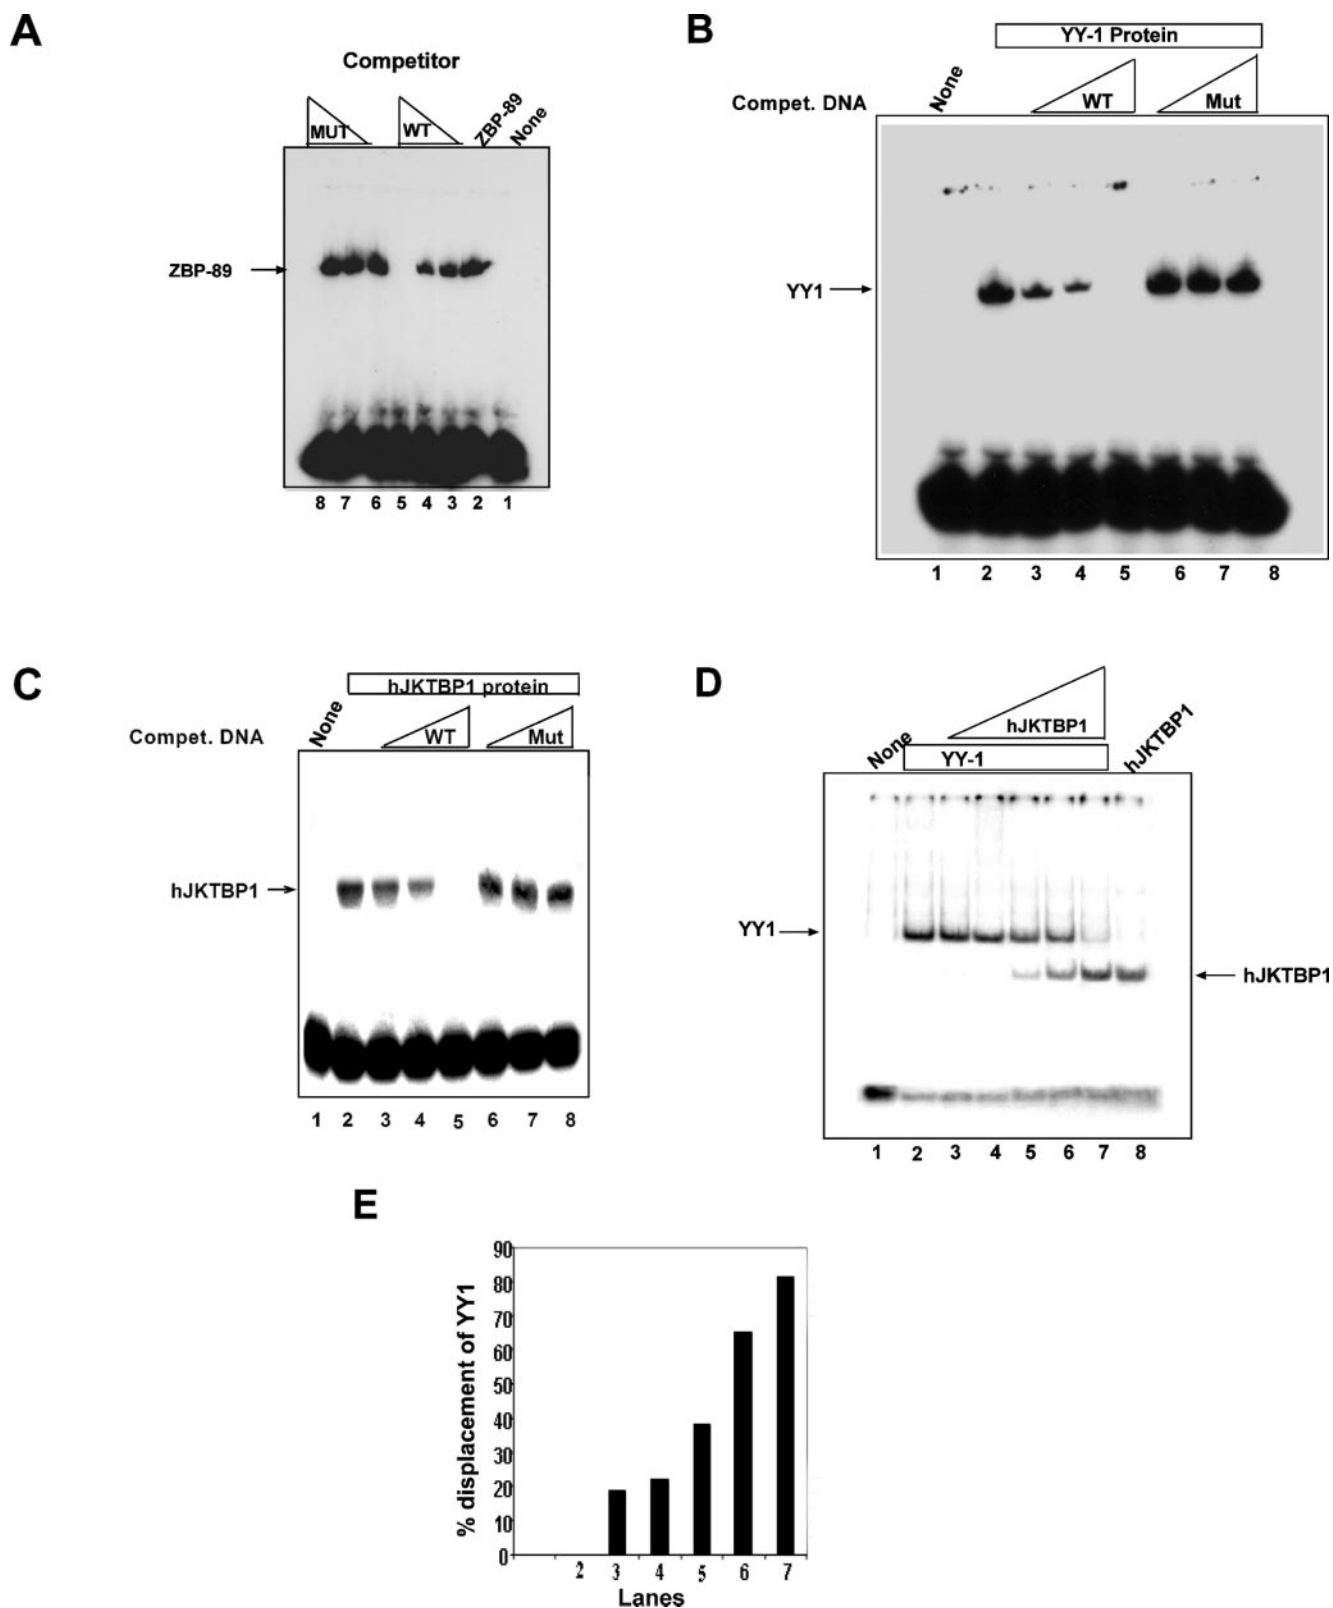 A
Competitor
MUT
WT
ZBP-89
None
ZBP-89
8 7 6 5 4 3 2 1
B
YY-1 Protein
None
Compet. DNA
WT
Mut
YY1
1 2 3 4 5 6 7 8
C
hJKTBP1 protein
None
Compet. DNA
WT
Mut
hJKTBP1
1 2 3 4 5 6 7 8
D
hJKTBP1
None
YY-1
hJKTBP1
YY1
hJKTBP1
1 2 3 4 5 6 7 8
E
% displacement of YY1
90
80
70
60
50
40
30
20
10
0
2 3 4 5 6 7
Lanes